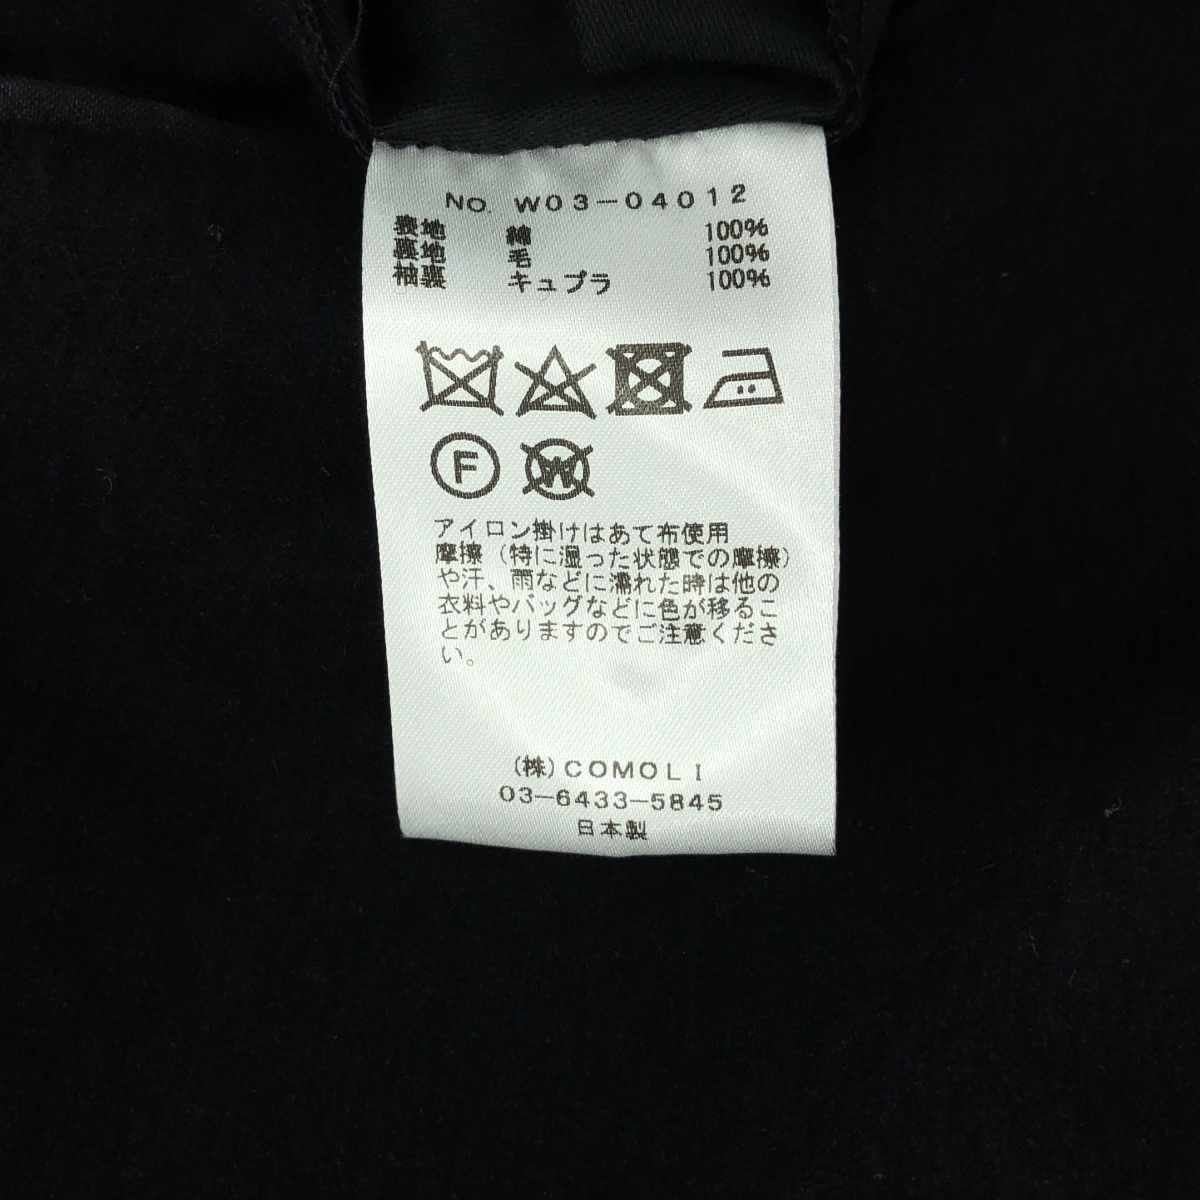 NO. W03-04012
表地 綿 100%
裏地 毛 100%
袖裏 キュプラ 100%
F
W
アイロン掛けはあて布使用
摩擦(特に湿った状態での摩擦)
や汗、雨などに濡れた時は他の
衣料やバッグなどに色が移るこ
とがありますのでご注意くださ
い。
(株)COMOLI
03-6433-5845
日本製